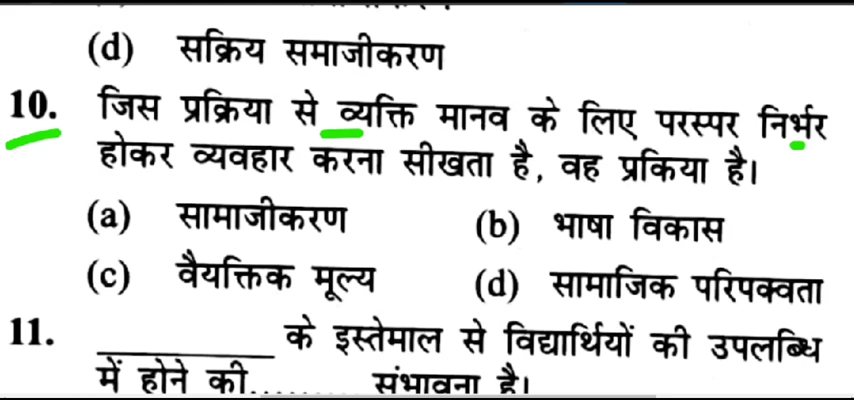 (d) सक्रिय समाजीकरण
10. जिस प्रक्रिया से व्यक्ति मानव के लिए परस्पर निर्भर
होकर व्यवहार करना सीखता है, वह प्रकिया है।
(a) सामाजीकरण (b) भाषा विकास
(c) वैयक्तिक मूल्य (d) सामाजिक परिपक्वता
11. ____________ के इस्तेमाल से विद्यार्थियों की उपलब्धि
में होने की......... संभावना है।